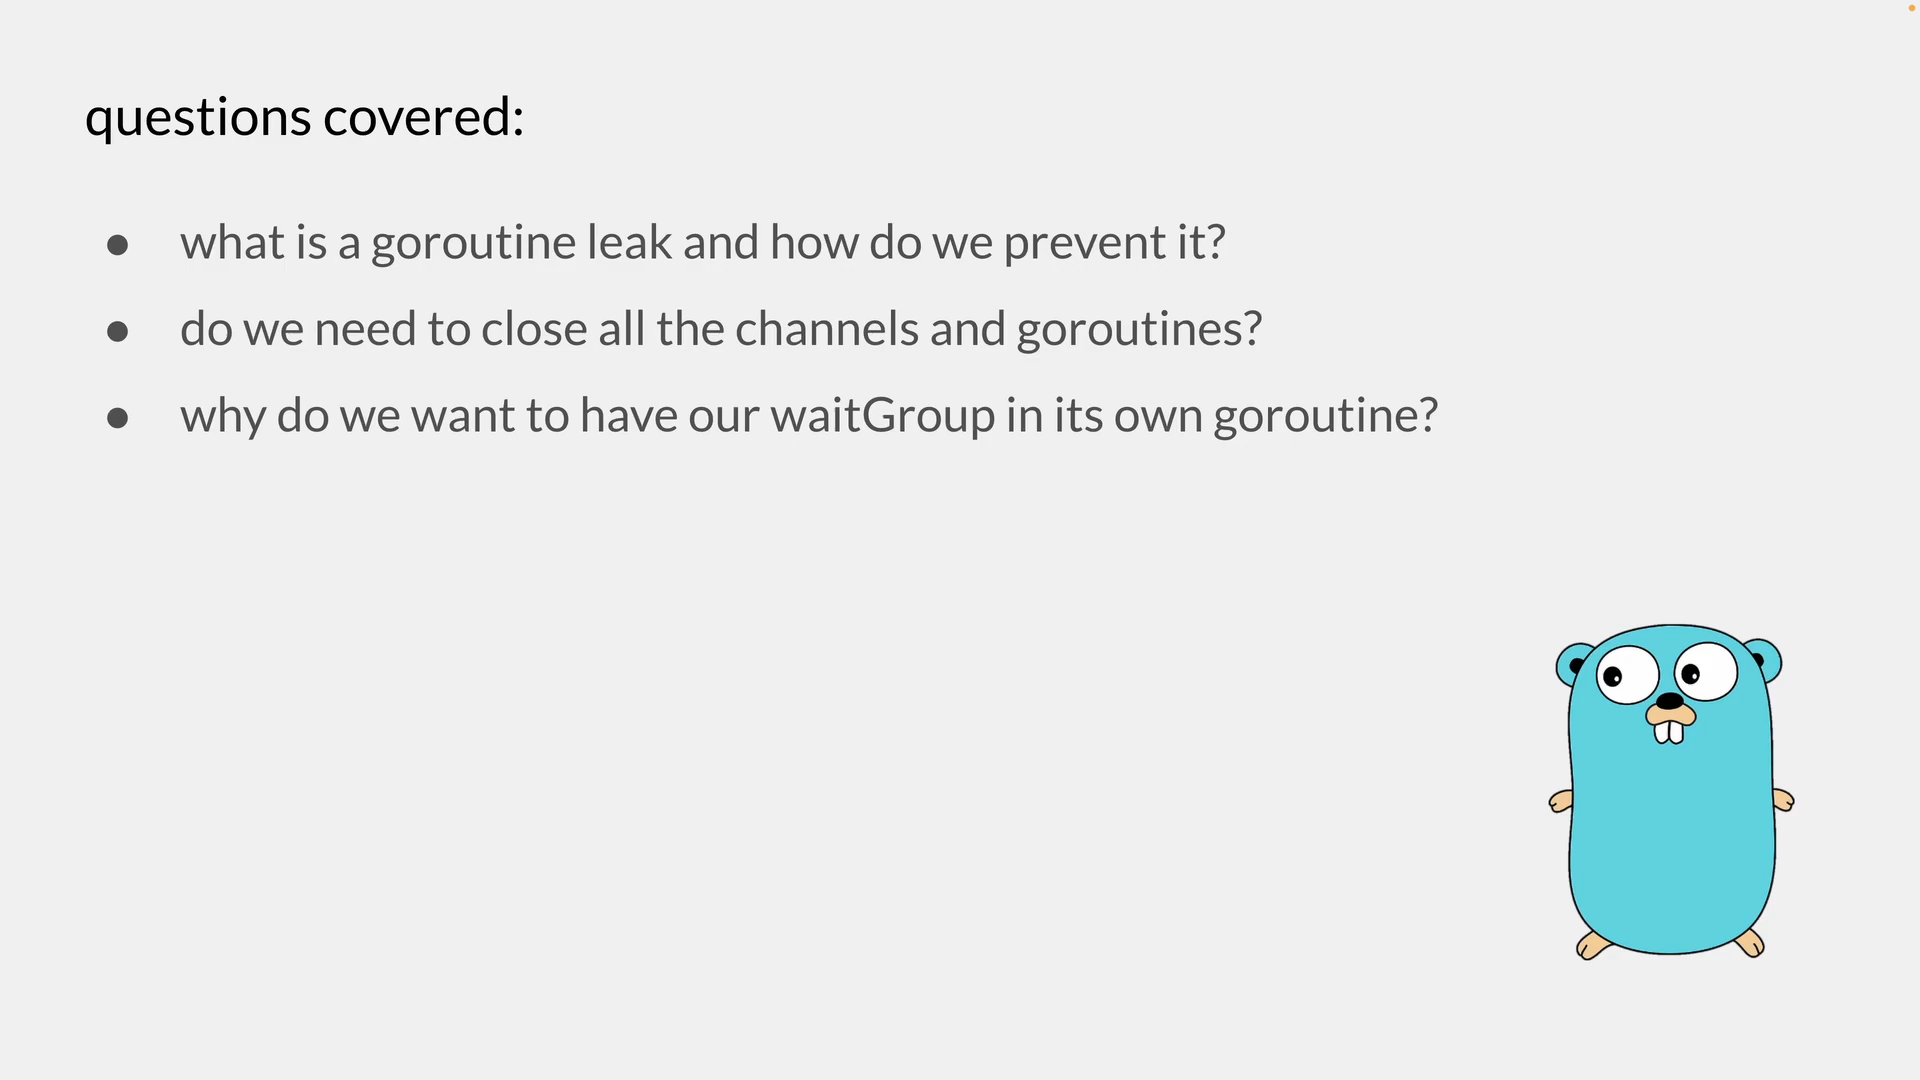 questions covered:
● what is a goroutine leak and how do we prevent it?
● do we need to close all the channels and goroutines?
● why do we want to have our waitGroup in its own goroutine?